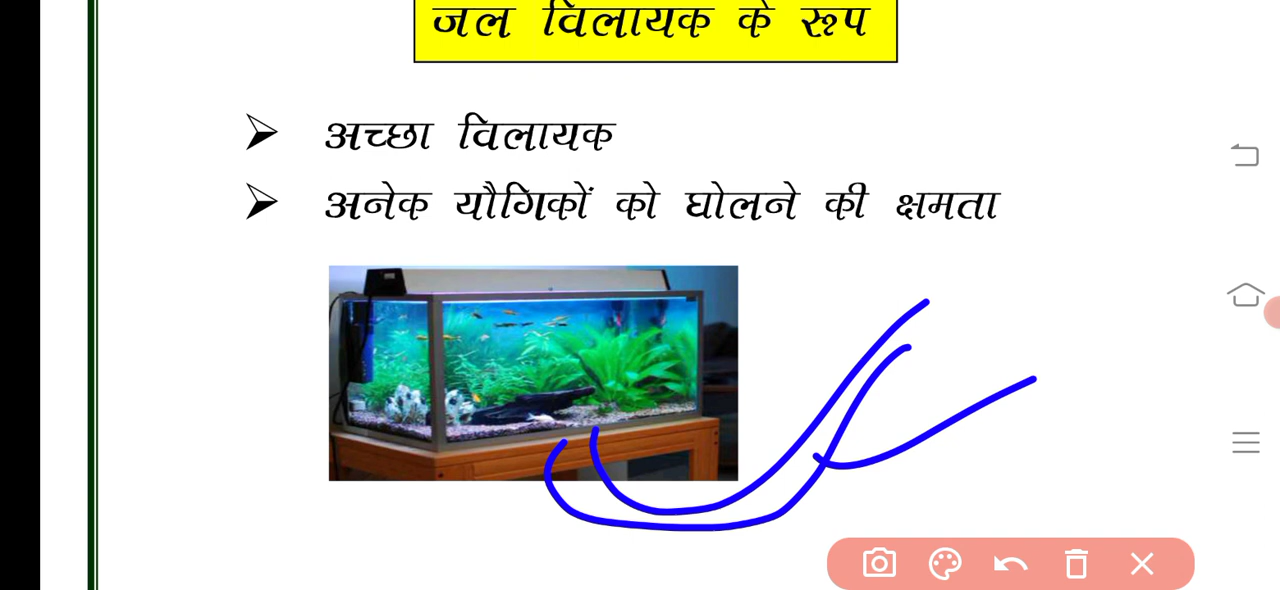 जल विलायक के रूप
अच्छा विलायक
अनेक यौगिकों को घोलने की क्षमता